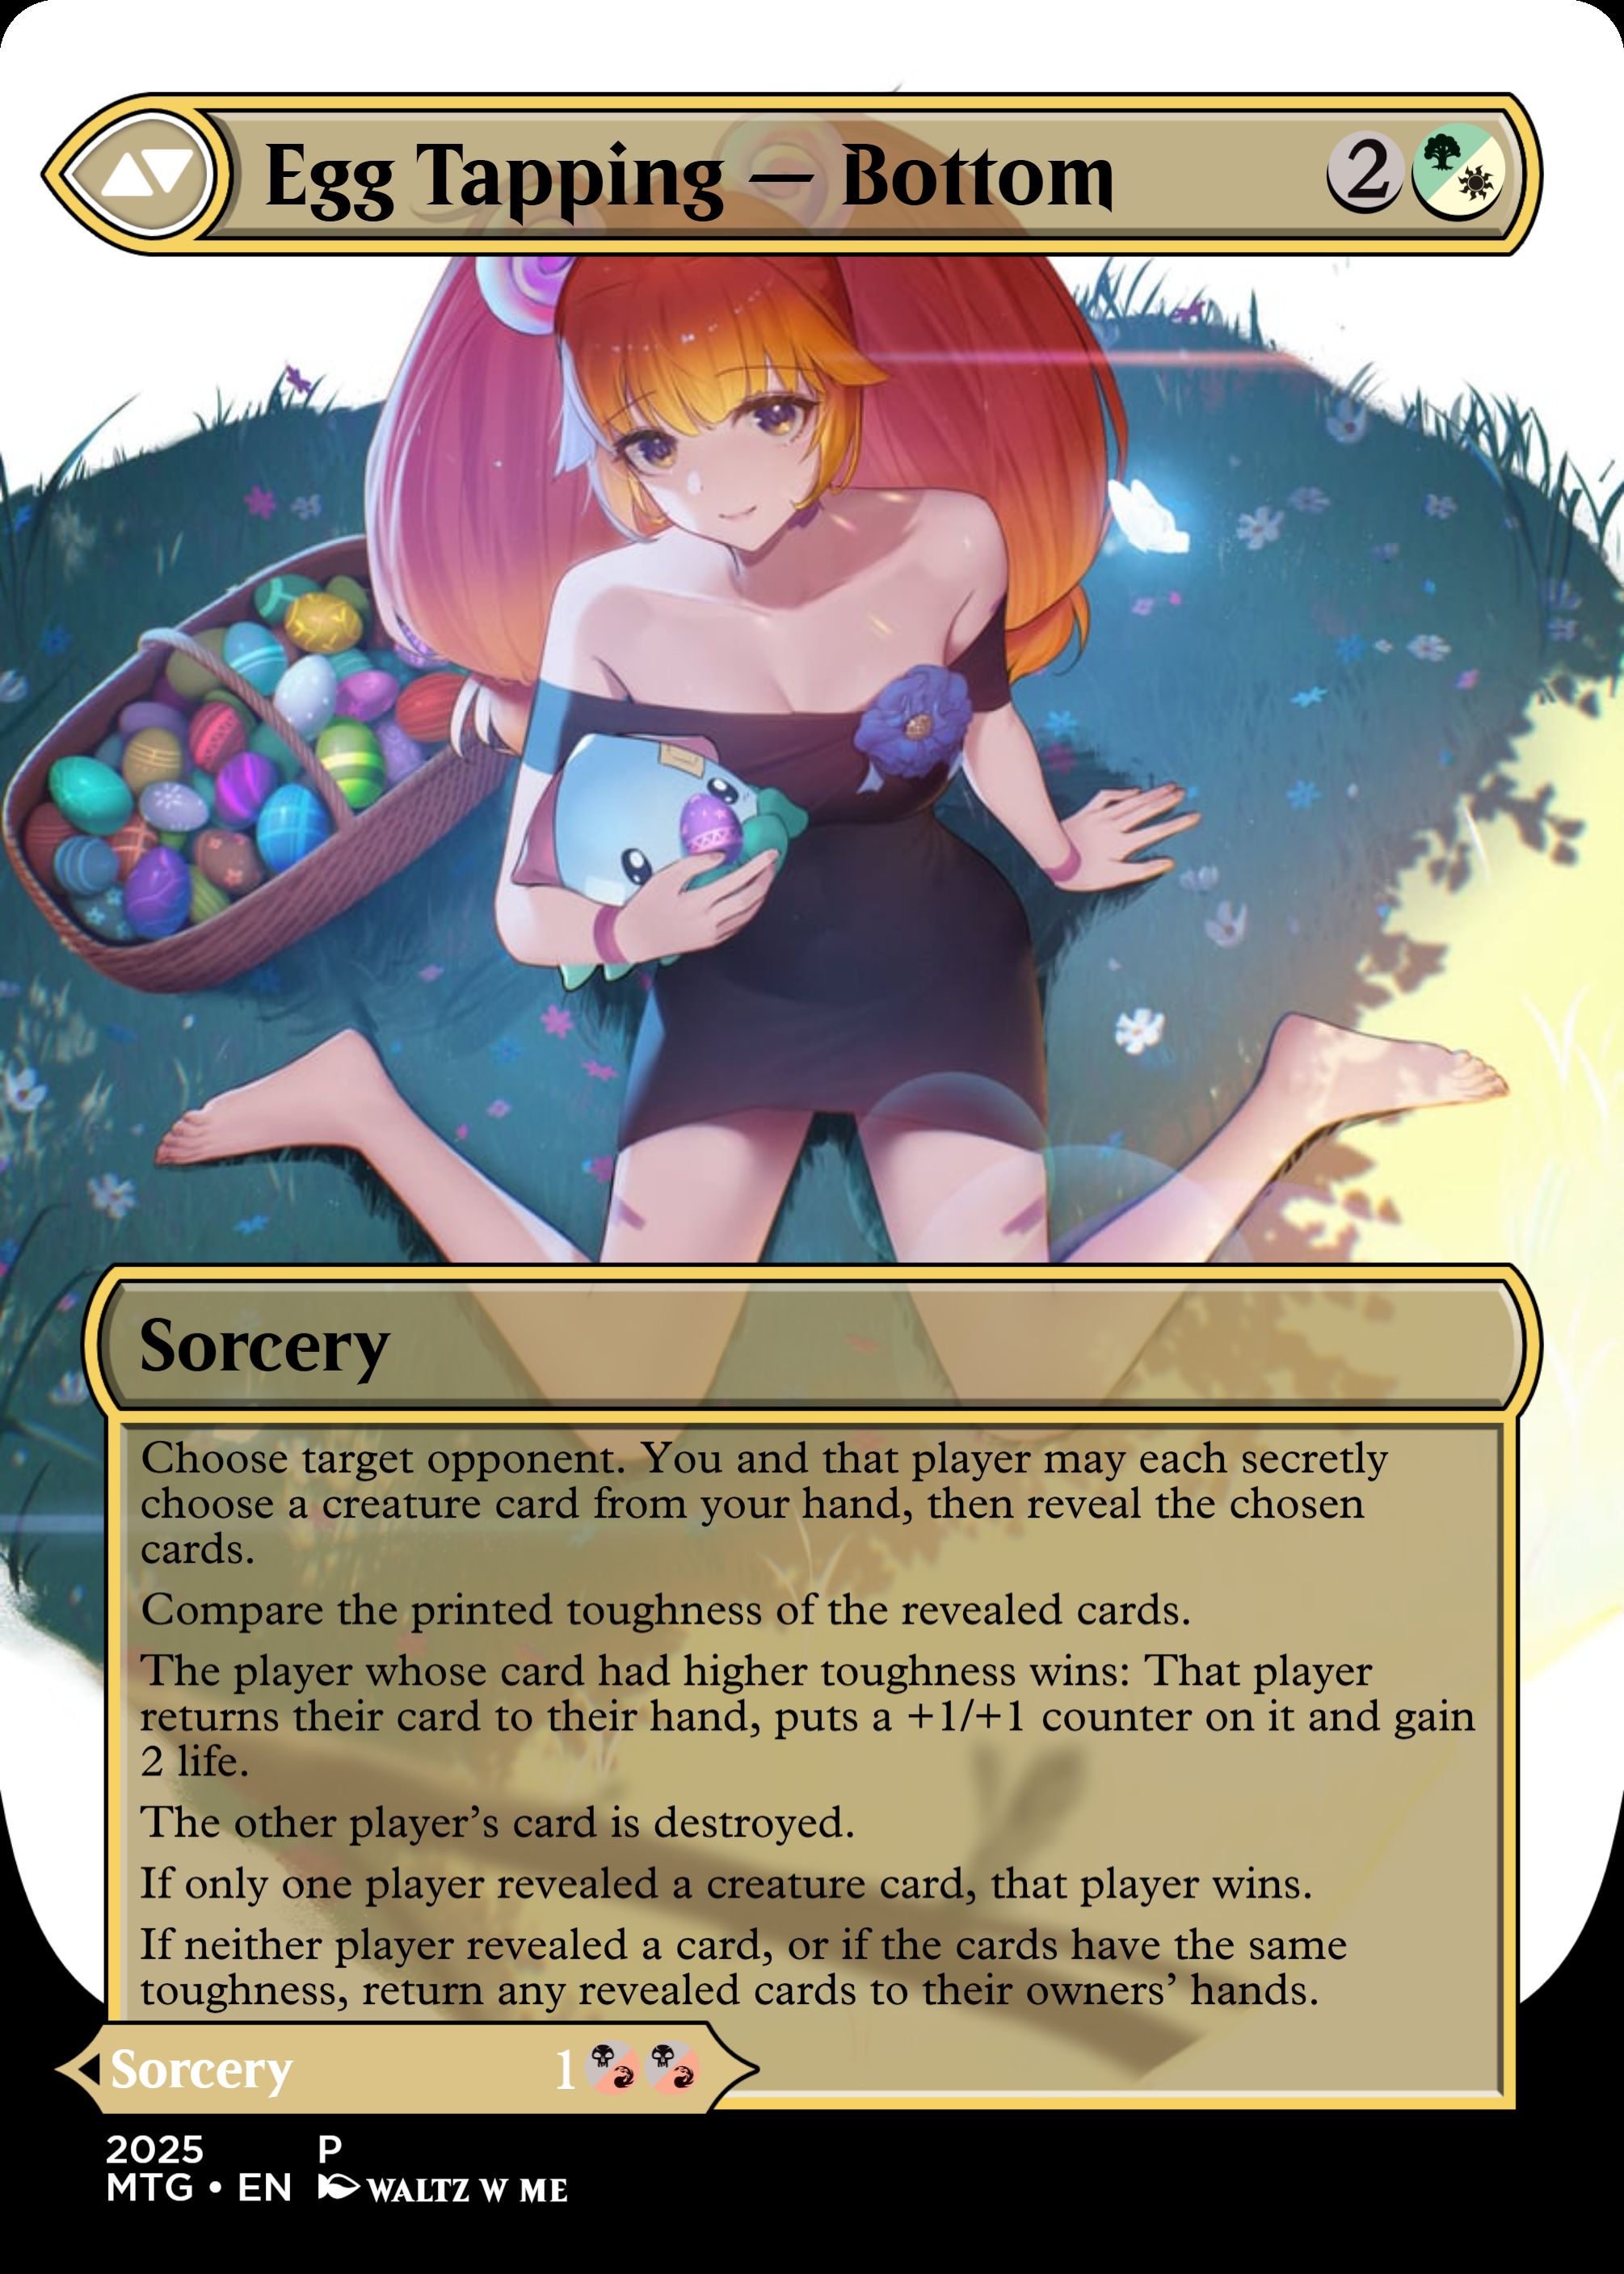 Egg Tapping — Bottom 2
Sorcery
Choose target opponent. You and that player may each secretly
choose a creature card from your hand, then reveal the chosen
cards.
Compare the printed toughness of the revealed cards.
The player whose card had higher toughness wins: That player
returns their card to their hand, puts a +1/+1 counter on it and gain
2 life.
The other player’s card is destroyed.
If only one player revealed a creature card, that player wins.
If neither player revealed a card, or if the cards have the same
toughness, return any revealed cards to their owners’ hands.
Sorcery 1
2025 P
MTG • EN WALTZ W ME